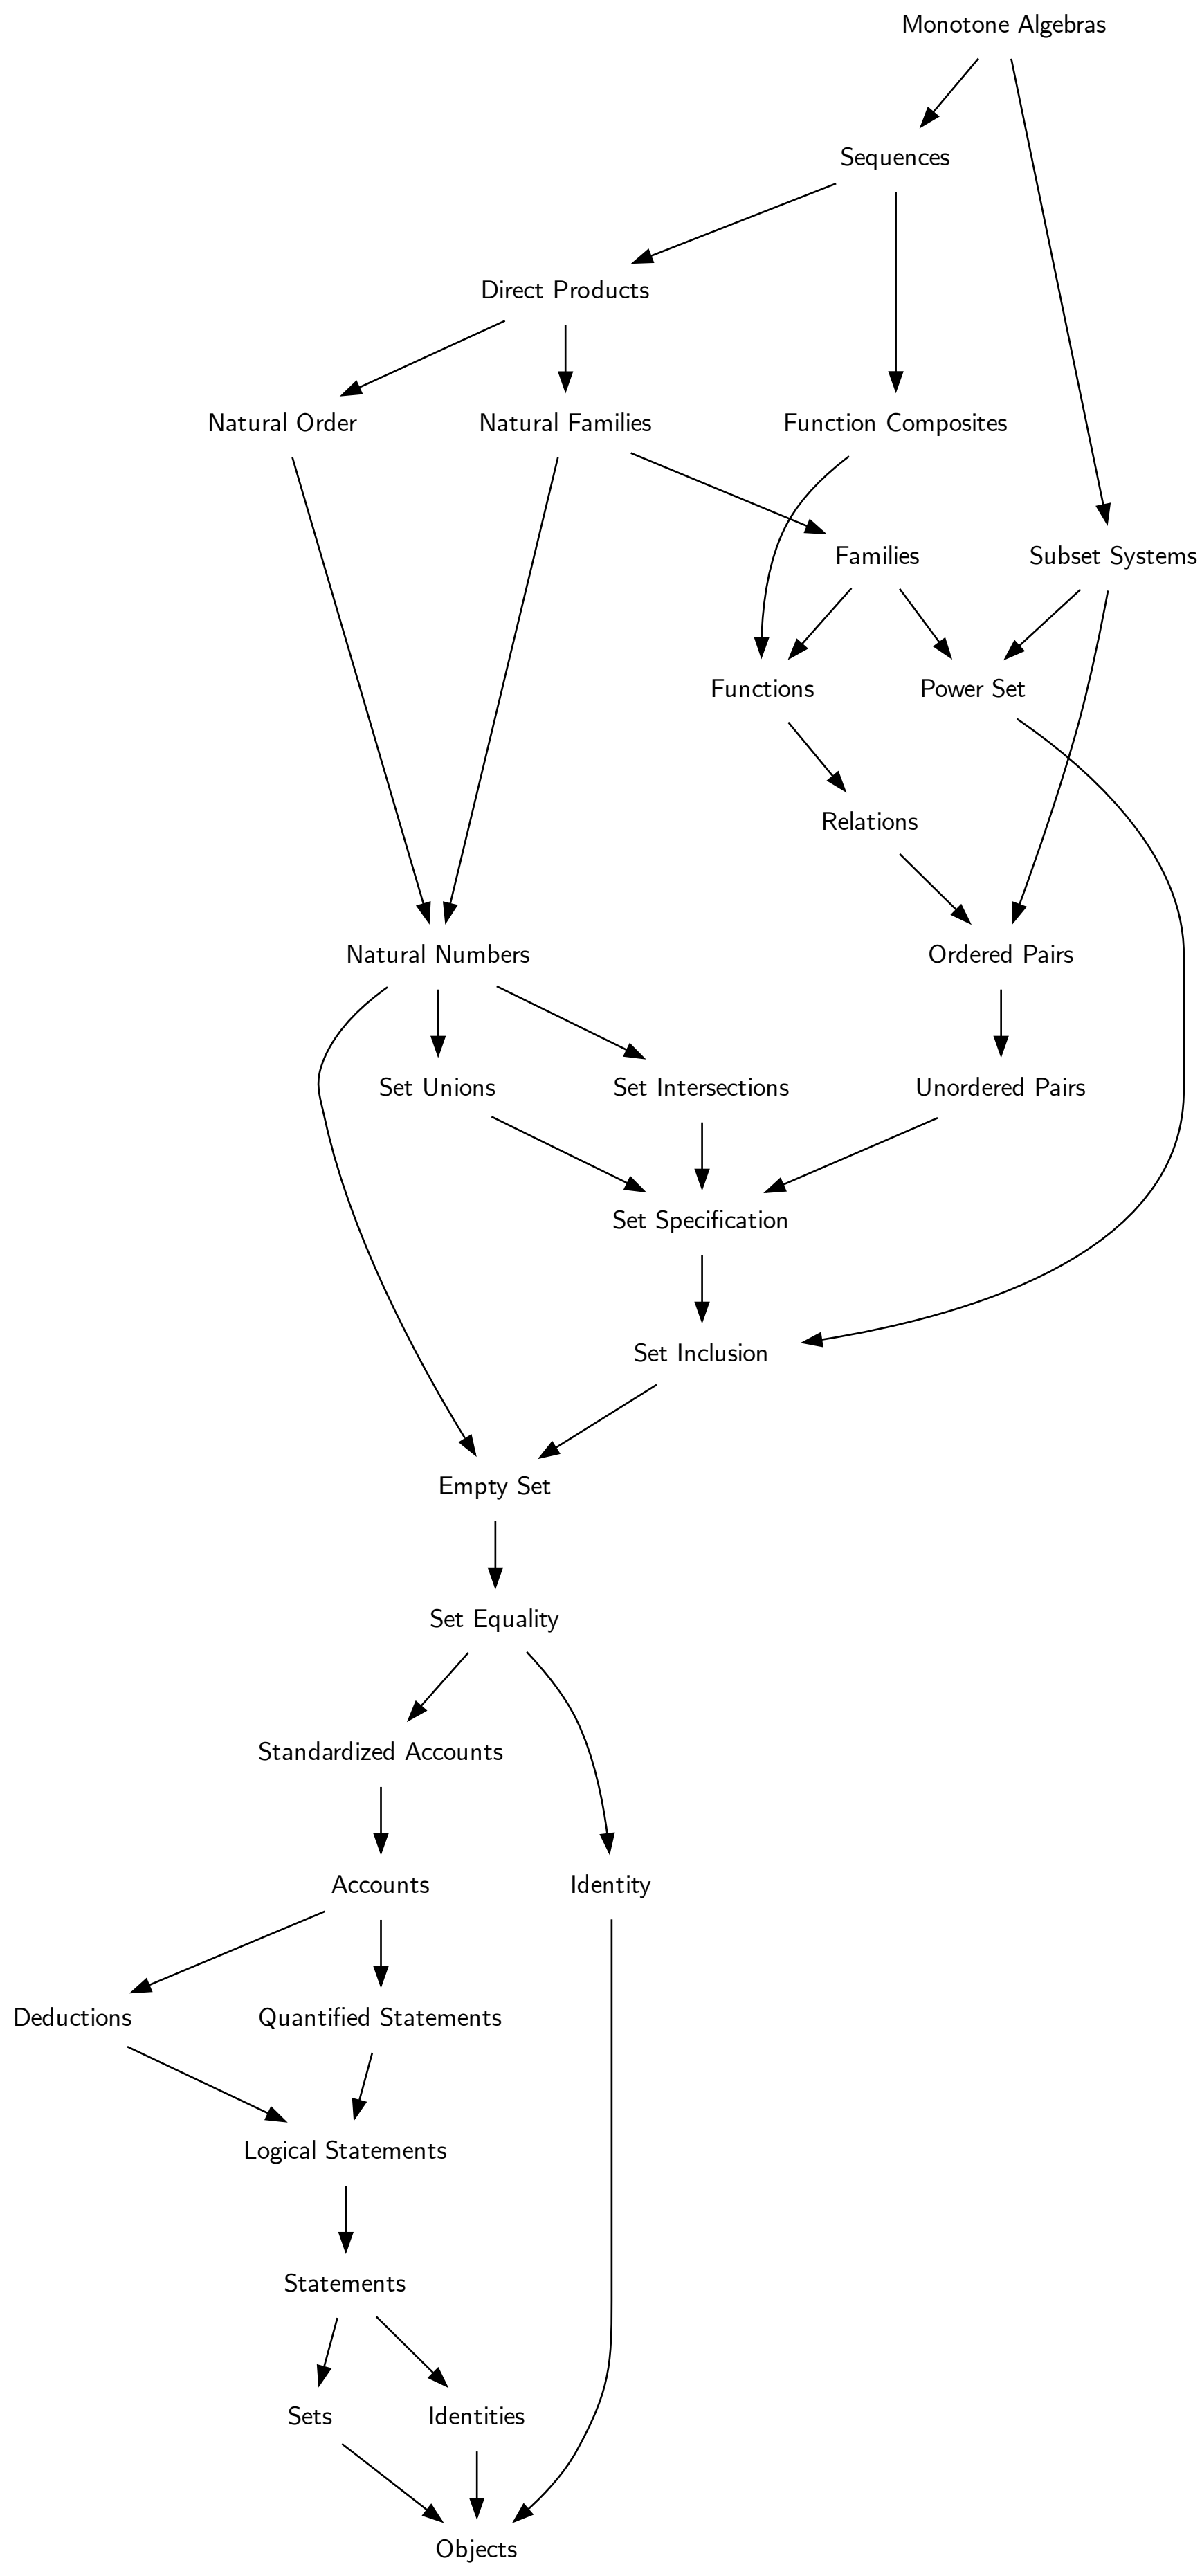 Monotone Algebras
Sequences
Direct Products
Natural Order
Natural Families
Function Composites
Families
Subset Systems
Functions
Power Set
Relations
Natural Numbers
Ordered Pairs
Set Unions
Set Intersections
Unordered Pairs
Set Specification
Set Inclusion
Empty Set
Set Equality
Standardized Accounts
Accounts
Identity
Deductions
Quantified Statements
Logical Statements
Statements
Sets
Identities
Objects